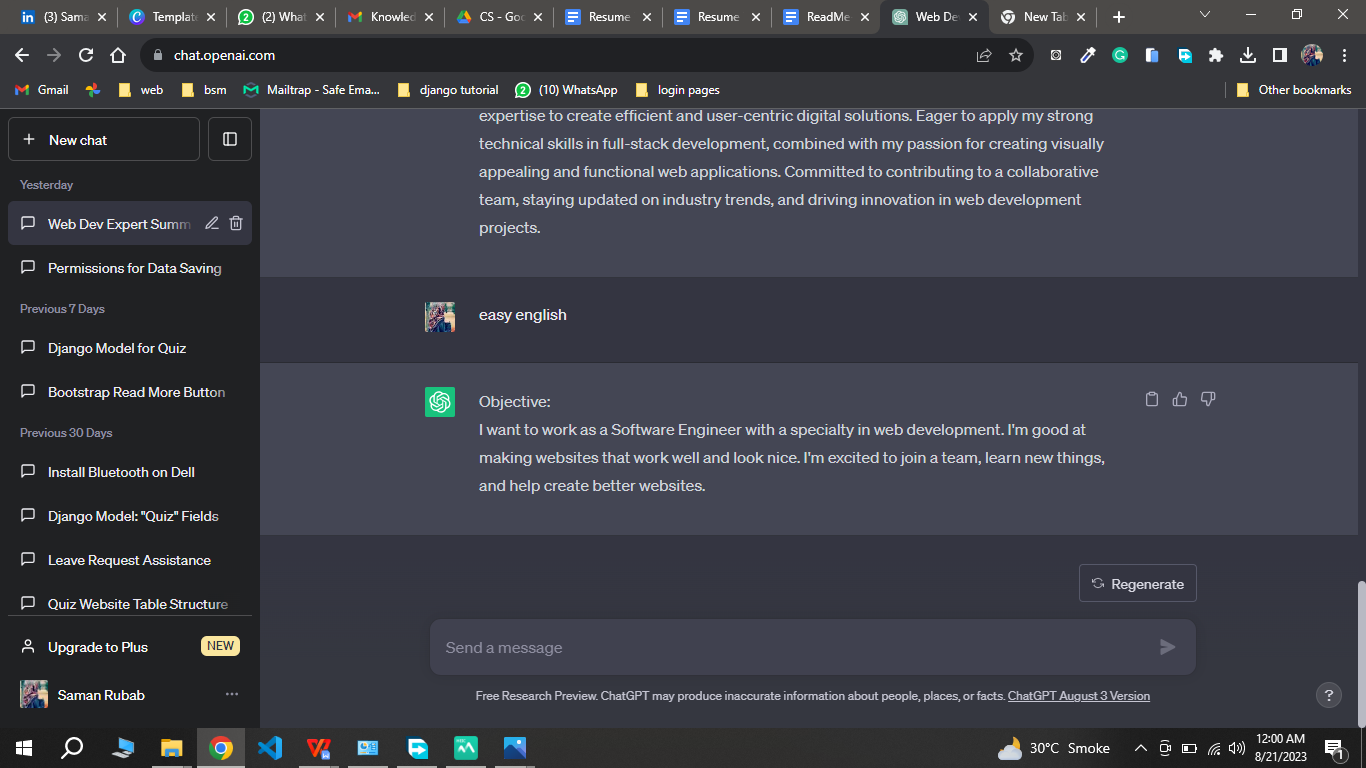 (3) Sama
Template
(2) What
Knowled
CS - Goo
Resume
Resume
ReadMe
Web De
New Tab
chat.openai.com
Gmail
web
bsm
Mailtrap - Safe Ema...
django tutorial
(10) WhatsApp
login pages
Other bookmarks
New chat
Yesterday
Web Dev Expert Summ
Permissions for Data Saving
Previous 7 Days
Django Model for Quiz
Bootstrap Read More Button
Previous 30 Days
Install Bluetooth on Dell
Django Model: "Quiz" Fields
Leave Request Assistance
Quiz Website Table Structure
Upgrade to Plus NEW
Saman Rubab
expertise to create efficient and user-centric digital solutions. Eager to apply my strong
technical skills in full-stack development, combined with my passion for creating visually
appealing and functional web applications. Committed to contributing to a collaborative
team, staying updated on industry trends, and driving innovation in web development
projects.
easy english
Objective:
I want to work as a Software Engineer with a specialty in web development. I'm good at
making websites that work well and look nice. I'm excited to join a team, learn new things,
and help create better websites.
Regenerate
Send a message
Free Research Preview. ChatGPT may produce inaccurate information about people, places, or facts. ChatGPT August 3 Version
?
30°C Smoke
12:00 AM
8/21/2023
1